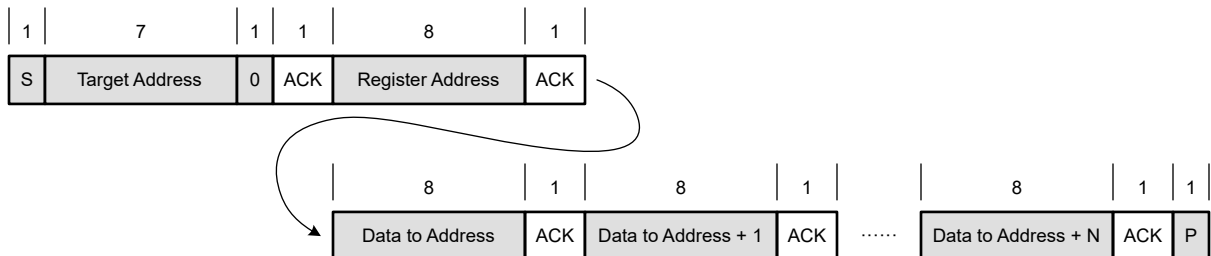 1 7 1 1 8 1
S Target Address 0 ACK Register Address ACK
8 1 8 1 8 1 1
Data to Address ACK Data to Address + 1 ACK ...... Data to Address + N ACK P